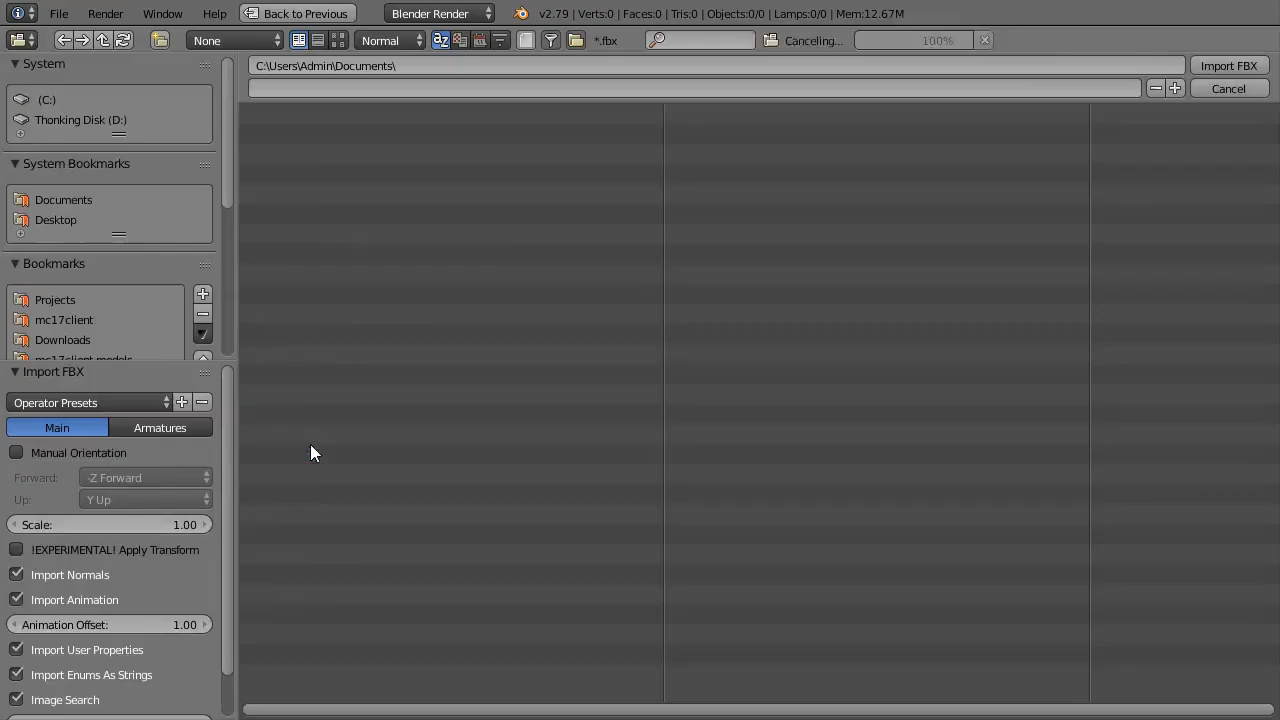 File Render Window Help Back to Previous Blender Render v2.79 | Verts:0 | Faces:0 | Tris:0 | Objects:0/0 | Lamps:0/0 | Mem:12.67M
None Normal *.fbx Canceling... 100%
System
C:\Users\Admin\Documents\ Import FBX
Cancel
(C:)
Thonking Disk (D:)
System Bookmarks
Documents
Desktop
Bookmarks
Projects
mc17client
Downloads
mc17client models
Import FBX
Operator Presets
Main Armatures
Manual Orientation
Forward: -Z Forward
Up: Y Up
Scale: 1.00
!EXPERIMENTAL! Apply Transform
Import Normals
Import Animation
Animation Offset: 1.00
Import User Properties
Import Enums As Strings
Image Search